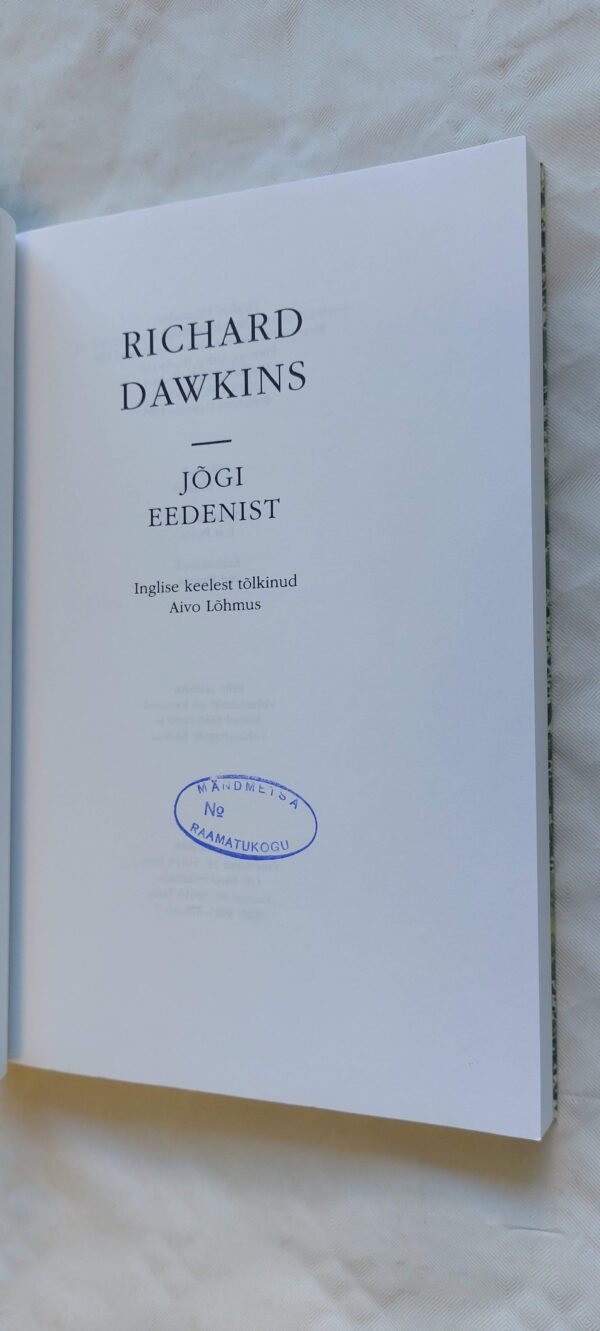 RICHARD
DAWKINS
JÕGI
EEDENIST
Inglise keelest tõlkinud
Aivo Lõhmus
MÄNDMETSA
№
RAAMATUKOGU